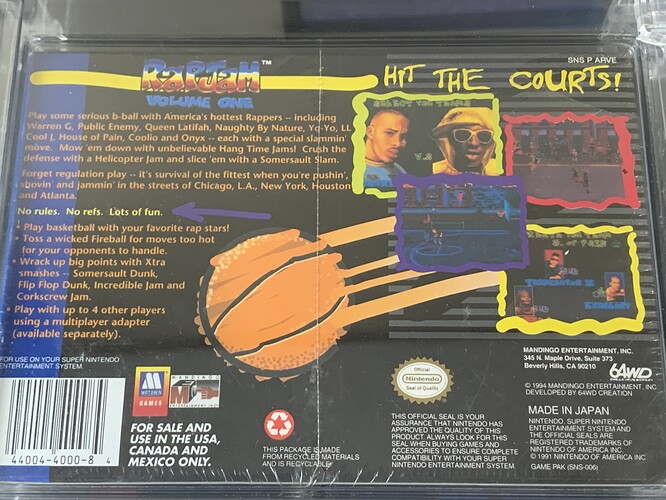 SNS P ARVE
RAP JAM™
VOLUME ONE
HIT THE COURTS!
Play some serious b-ball with America's hottest Rappers -- including
Warren G, Public Enemy, Queen Latifah, Naughty By Nature, Yo-Yo, LL
Cool J, House of Pain, Coolio and Onyx -- each with a special slammin'
move. Mow 'em down with unbelievable Hang Time Jams! Crush the
defense with a Helicopter Jam and slice 'em with a Somersault Slam.
Forget regulation play -- it's survival of the fittest when you're pushin',
shovin' and jammin' in the streets of Chicago, L.A., New York, Houston
and Atlanta.
No rules. No refs. Lots of fun.
• Play basketball with your favorite rap stars!
• Toss a wicked Fireball for moves too hot
for your opponents to handle.
• Wrack up big points with Xtra
smashes -- Somersault Dunk,
Flip Flop Dunk, Incredible Jam and
Corkscrew Jam.
• Play with up to 4 other players
using a multiplayer adapter
(available separately).
SELECT THE TEAMS
V.S
FOR USE ON YOUR SUPER NINTENDO
ENTERTAINMENT SYSTEM.
44004-4000-8 4
MOTOWN
GAMES
MANDINGO
ENTERTAINMENT INC
FOR SALE AND
USE IN THE USA,
CANADA AND
MEXICO ONLY.
THIS PACKAGE IS MADE
FROM RECYCLED MATERIALS
AND IS RECYCLABLE.
Official
Nintendo
Seal of Quality
THIS OFFICIAL SEAL IS YOUR
ASSURANCE THAT NINTENDO HAS
APPROVED THE QUALITY OF THIS
PRODUCT. ALWAYS LOOK FOR THIS
SEAL WHEN BUYING GAMES AND
ACCESSORIES TO ENSURE COMPLETE
COMPATIBILITY WITH YOUR SUPER
NINTENDO ENTERTAINMENT SYSTEM.
MANDINGO ENTERTAINMENT, INC.
345 N. Maple Drive, Suite 373
Beverly Hills, CA 90210
64WD
© 1994 MANDINGO ENTERTAINMENT, INC.
DEVELOPED BY 64WD CREATION
MADE IN JAPAN
NINTENDO, SUPER NINTENDO
ENTERTAINMENT SYSTEM AND
THE OFFICIAL SEALS ARE
REGISTERED TRADEMARKS OF
NINTENDO OF AMERICA INC.
© 1991 NINTENDO OF AMERICA INC.
GAME PAK (SNS-006)